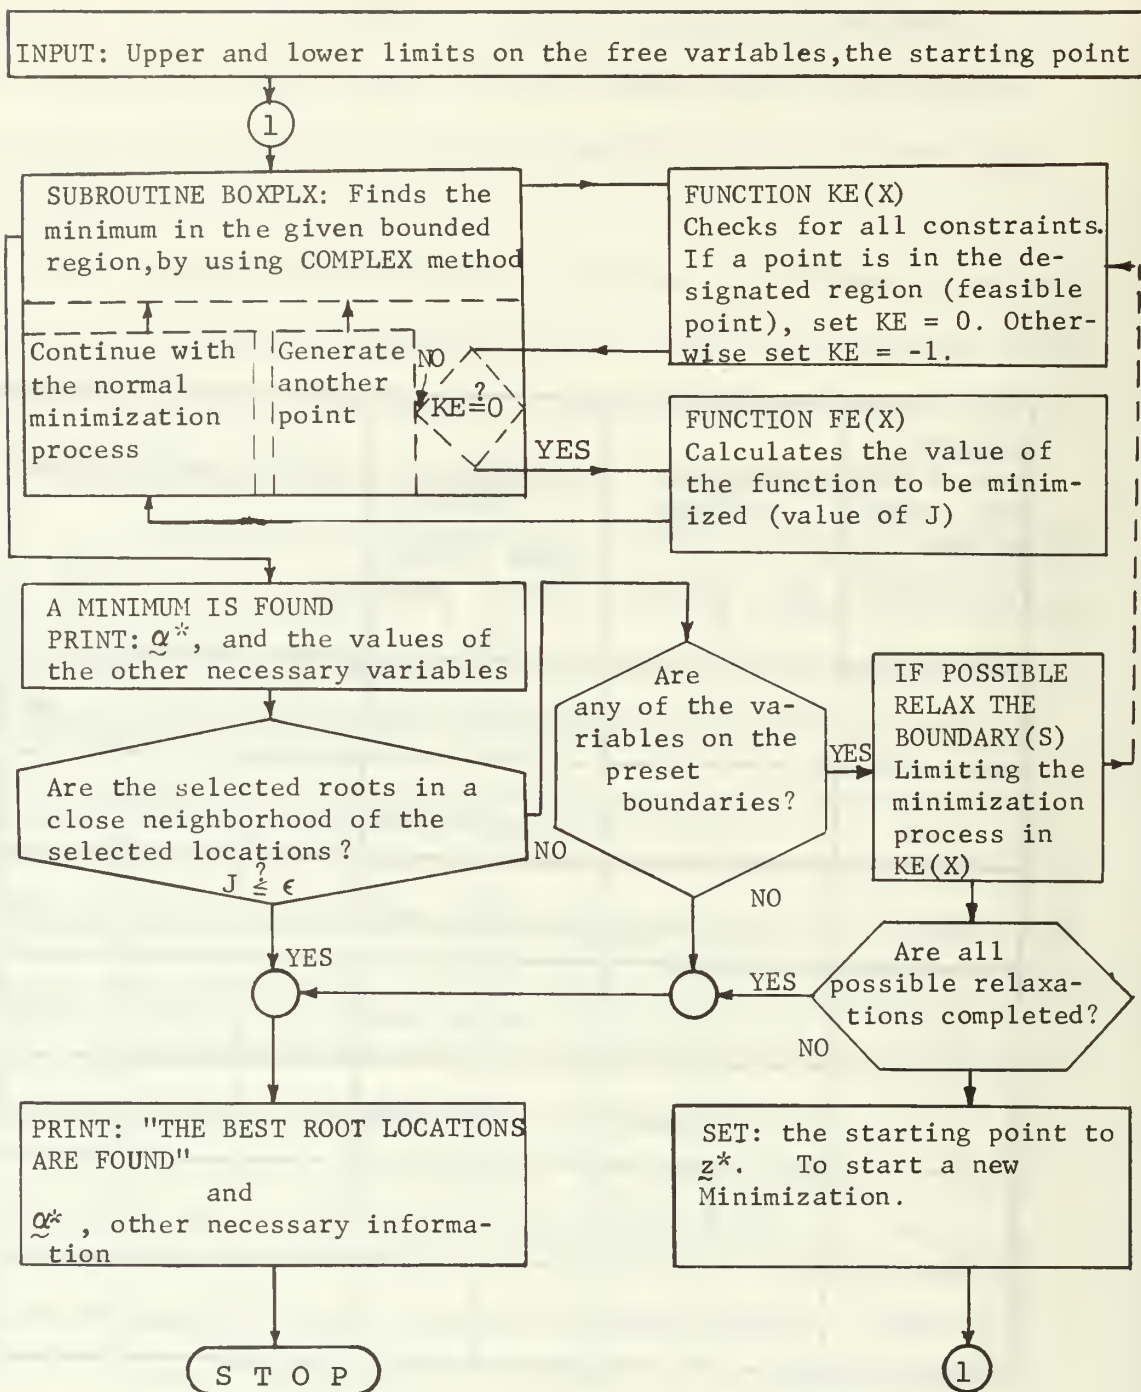 INPUT: Upper and lower limits on the free variables,the starting point
1
SUBROUTINE BOXPLX: Finds the
minimum in the given bounded
region,by using COMPLEX method
Continue with
the normal
minimization
process
Generate
another
point
NO
KE=0
?
YES
FUNCTION KE(X)
Checks for all constraints.
If a point is in the de-
signated region (feasible
point), set KE = 0. Other-
wise set KE = -1.
FUNCTION FE(X)
Calculates the value of
the function to be minim-
ized (value of J)
A MINIMUM IS FOUND
PRINT: α*, and the values of
the other necessary variables
Are the selected roots in a
close neighborhood of the
selected locations?
?
J ≤ ϵ
NO
YES
Are
any of the va-
riables on the
preset
boundaries?
YES
NO
IF POSSIBLE
RELAX THE
BOUNDARY(S)
Limiting the
minimization
process in
KE(X)
Are all
possible relaxa-
tions completed?
YES
NO
PRINT: "THE BEST ROOT LOCATIONS
ARE FOUND"
and
α* , other necessary informa-
tion
SET: the starting point to
z*. To start a new
Minimization.
S T O P
1